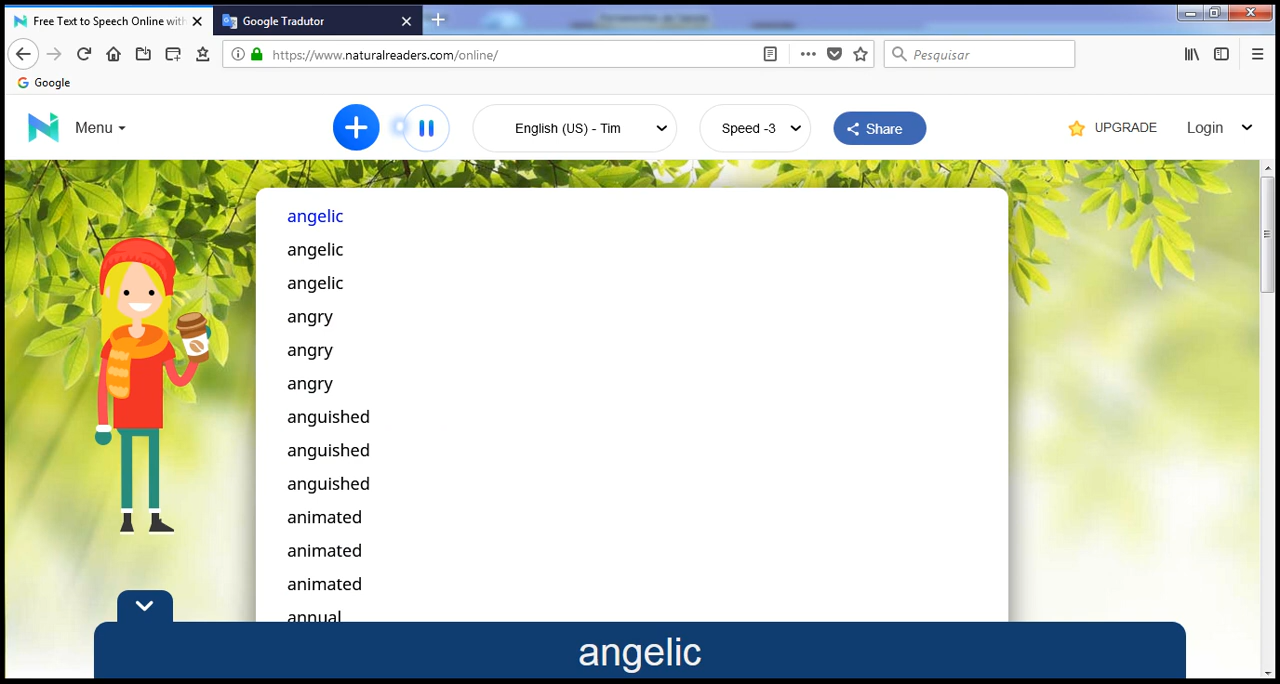 Free Text to Speech Online with
Google Tradutor
https://www.naturalreaders.com/online/
Pesquisar
Google
Menu
English (US) - Tim
Speed -3
Share
UPGRADE
Login
angelic
angelic
angelic
angry
angry
angry
anguished
anguished
anguished
animated
animated
animated
annual
angelic